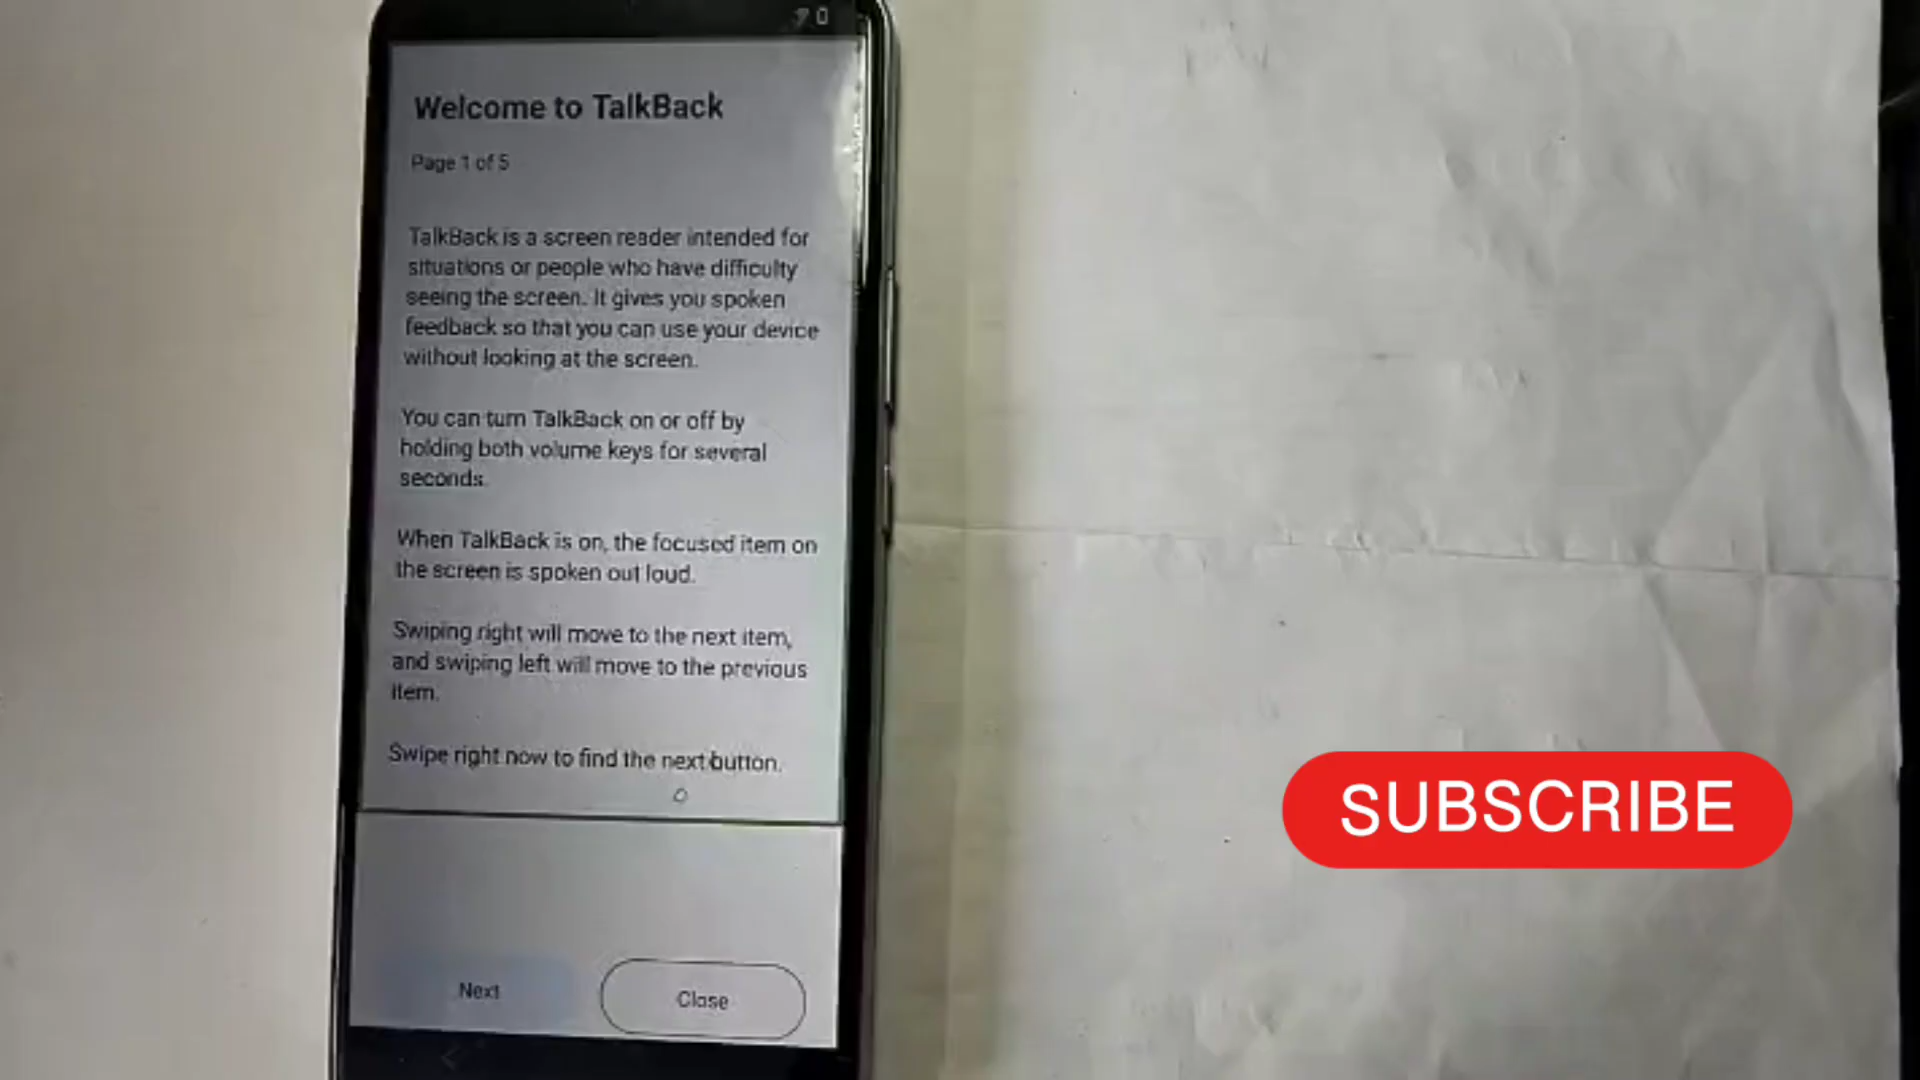 Welcome to TalkBack
Page 1 of 5
TalkBack is a screen reader intended for
situations or people who have difficulty
seeing the screen. It gives you spoken
feedback so that you can use your device
without looking at the screen.
You can turn TalkBack on or off by
holding both volume keys for several
seconds.
When TalkBack is on, the focused item on
the screen is spoken out loud.
Swiping right will move to the next item,
and swiping left will move to the previous
item.
Swipe right now to find the next button.
SUBSCRIBE
Next
Close